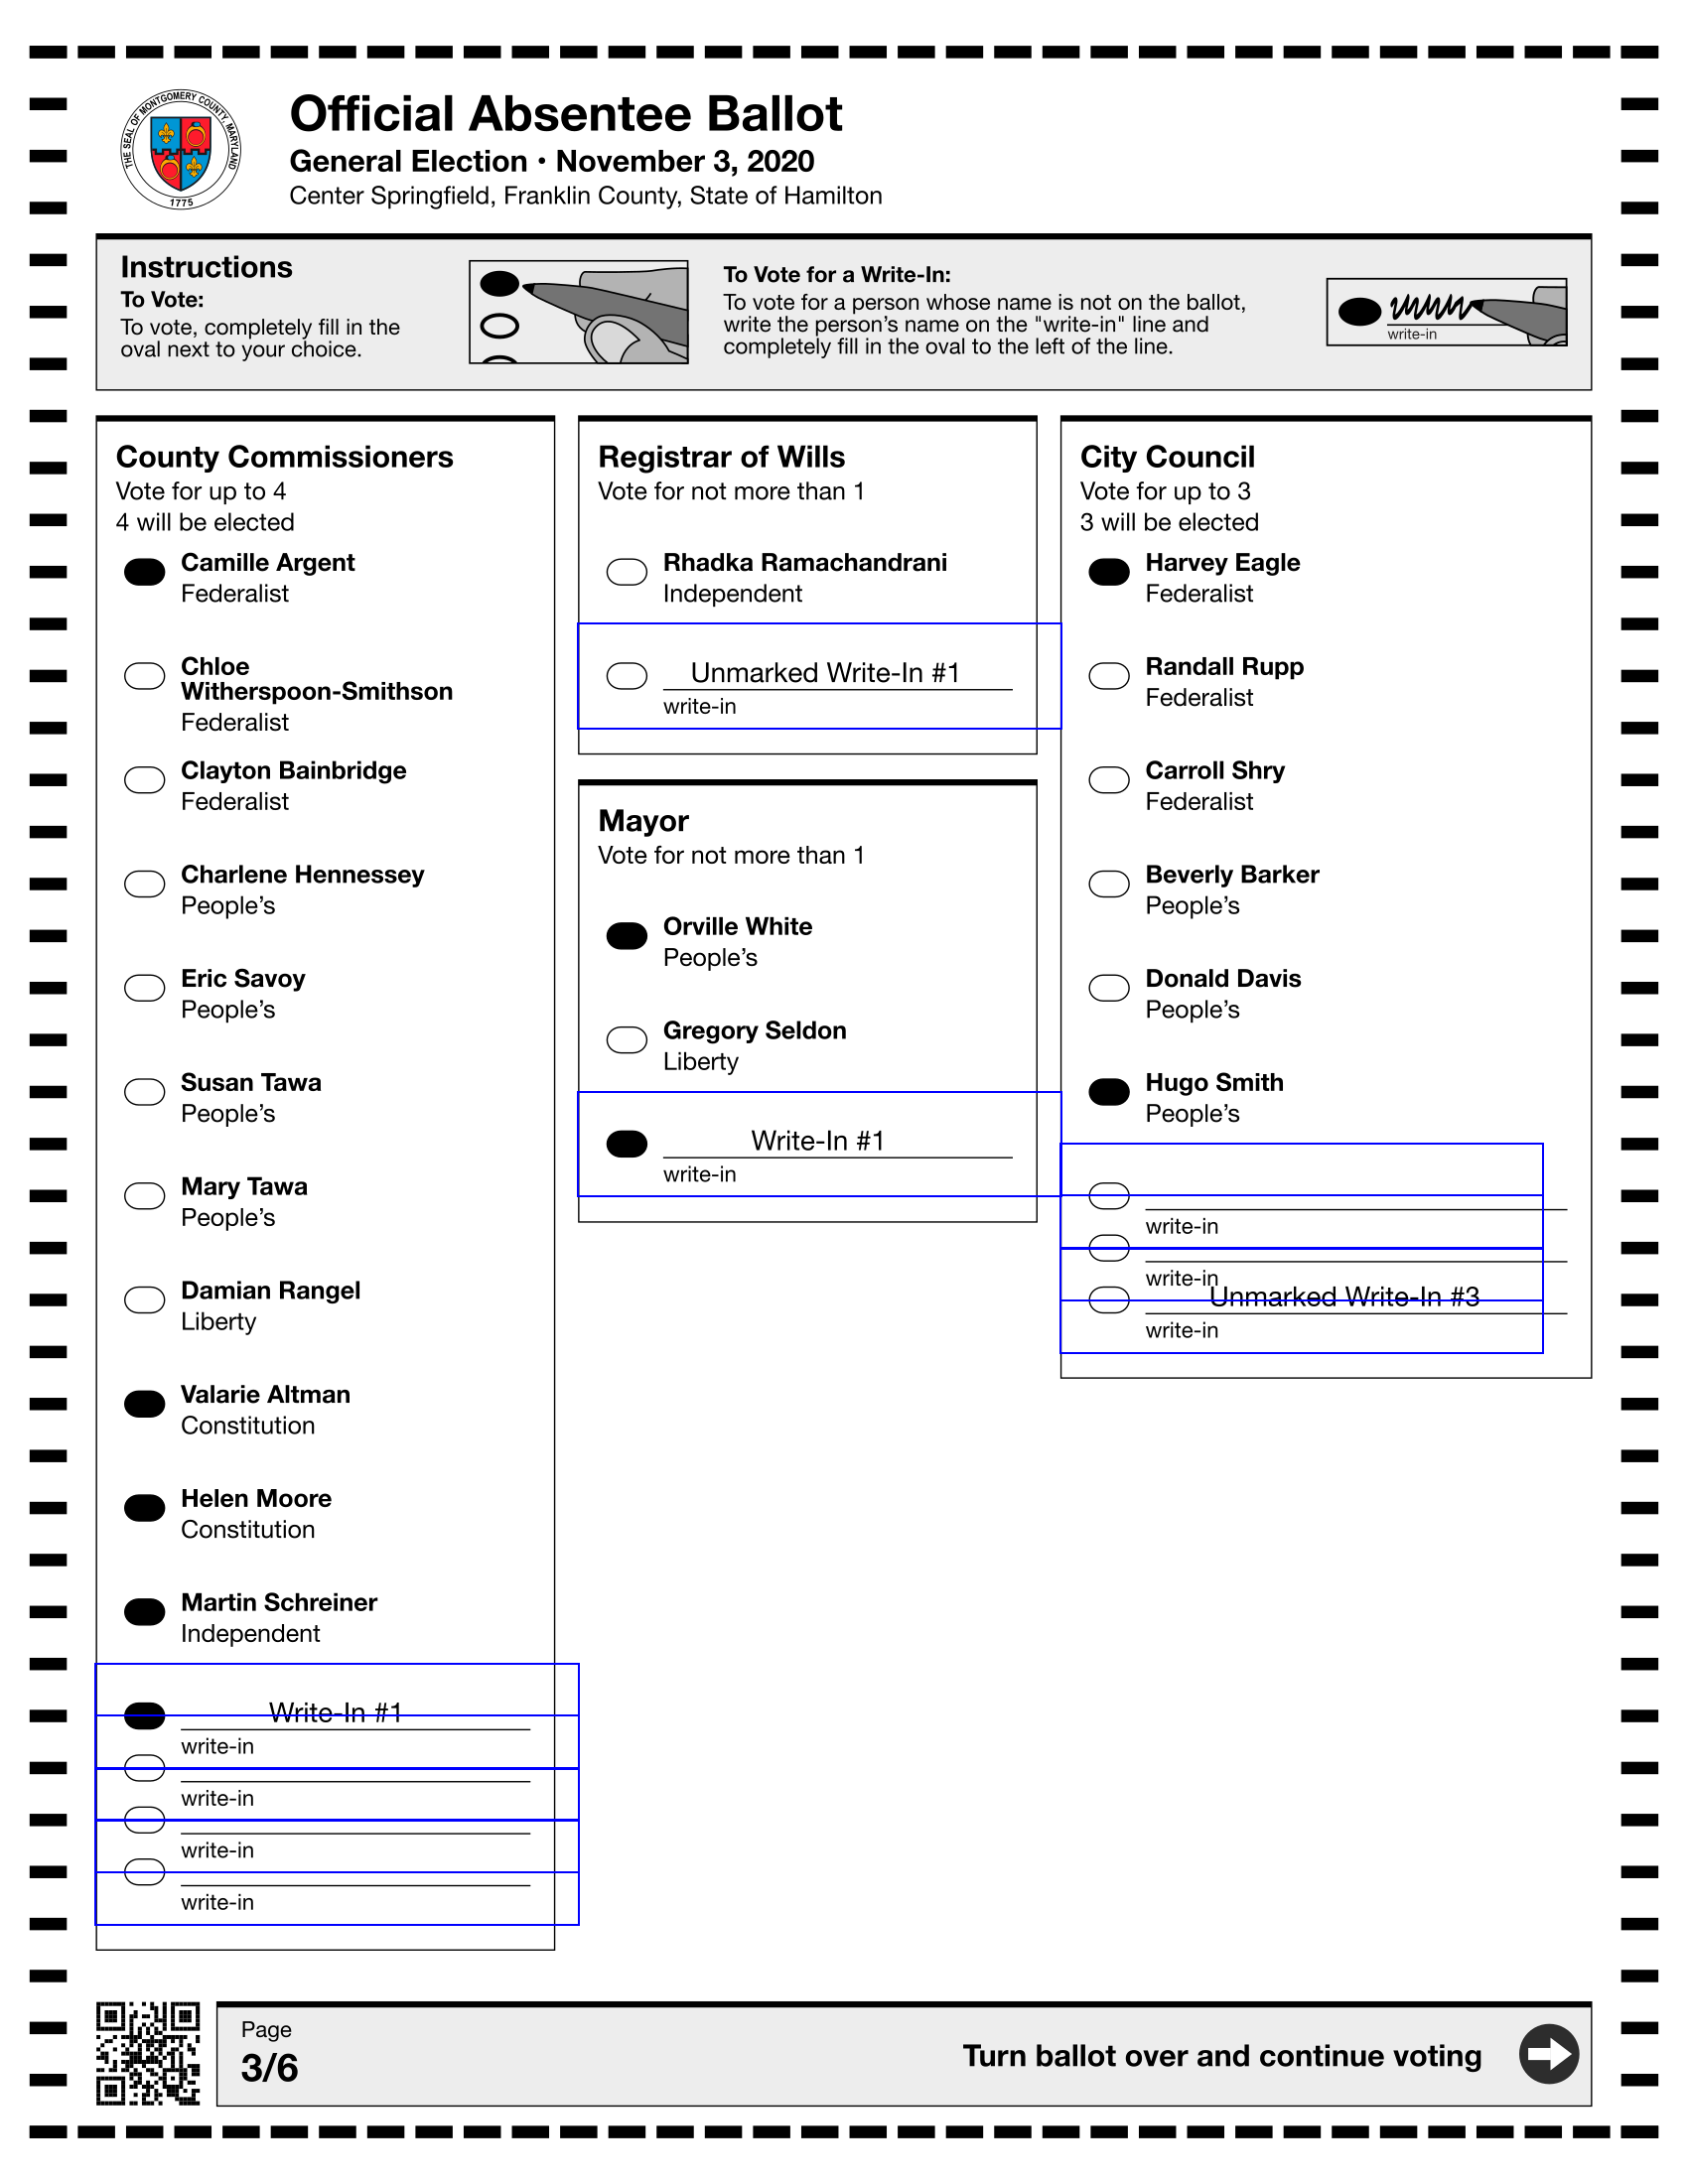 THE SEAL OF MONTGOMERY COUNTY, MARYLAND
1775
Official Absentee Ballot
General Election • November 3, 2020
Center Springfield, Franklin County, State of Hamilton
Instructions
To Vote:
To vote, completely fill in the
oval next to your choice.
To Vote for a Write-In:
To vote for a person whose name is not on the ballot,
write the person’s name on the "write-in" line and
completely fill in the oval to the left of the line.
write-in
County Commissioners
Vote for up to 4
4 will be elected
Camille Argent
Federalist
Chloe
Witherspoon-Smithson
Federalist
Clayton Bainbridge
Federalist
Charlene Hennessey
People’s
Eric Savoy
People’s
Susan Tawa
People’s
Mary Tawa
People’s
Damian Rangel
Liberty
Valarie Altman
Constitution
Helen Moore
Constitution
Martin Schreiner
Independent
Write-In #1
write-in
write-in
write-in
write-in
Registrar of Wills
Vote for not more than 1
Rhadka Ramachandrani
Independent
Unmarked Write-In #1
write-in
Mayor
Vote for not more than 1
Orville White
People’s
Gregory Seldon
Liberty
Write-In #1
write-in
City Council
Vote for up to 3
3 will be elected
Harvey Eagle
Federalist
Randall Rupp
Federalist
Carroll Shry
Federalist
Beverly Barker
People’s
Donald Davis
People’s
Hugo Smith
People’s
write-in
write-in
Unmarked Write-In #3
write-in
Page
3/6
Turn ballot over and continue voting